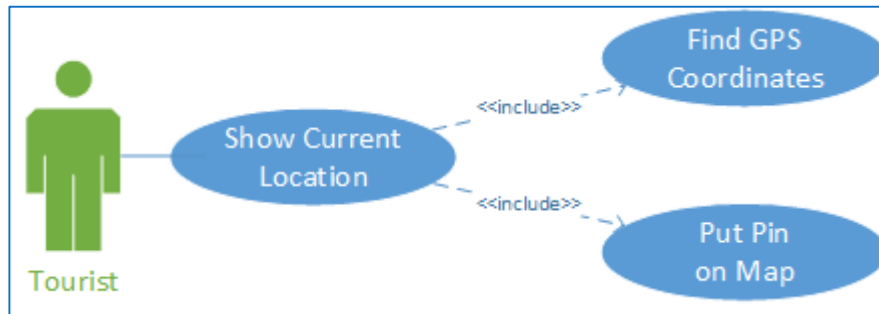 Find GPS
Coordinates
<<include>>
Show Current
Location
<<include>>
Put Pin
on Map
Tourist